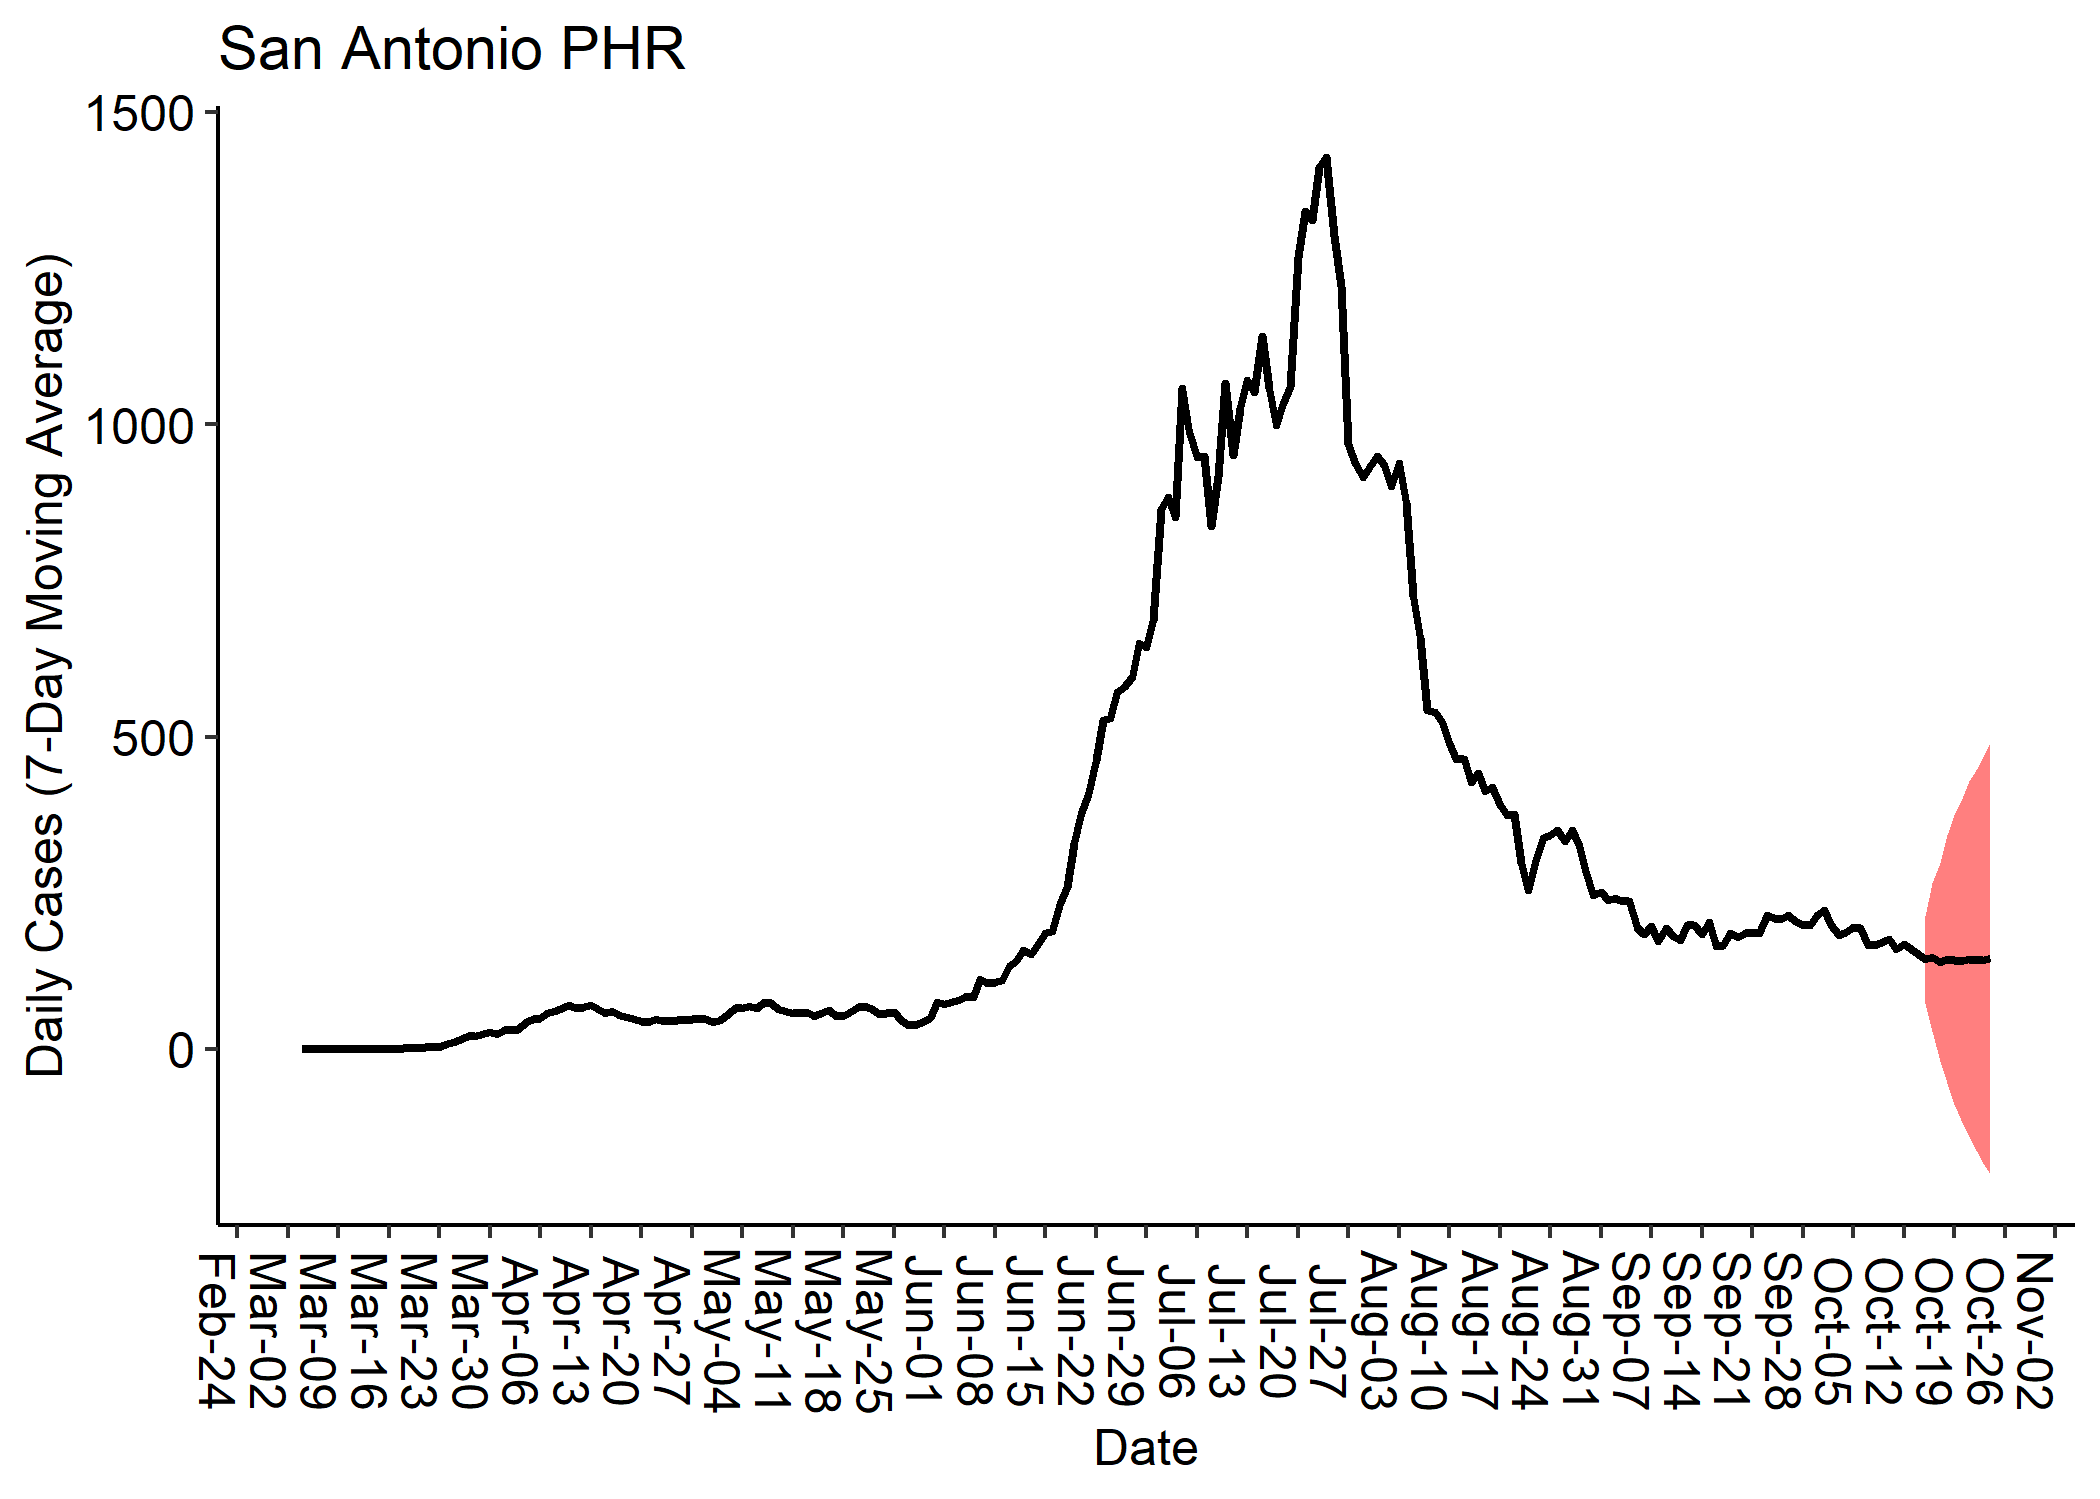 San Antonio PHR
Daily Cases (7-Day Moving Average)
1500
1000
500
0
Feb-24
Mar-02
Mar-09
Mar-16
Mar-23
Mar-30
Apr-06
Apr-13
Apr-20
Apr-27
May-04
May-11
May-18
May-25
Jun-01
Jun-08
Jun-15
Jun-22
Jun-29
Jul-06
Jul-13
Jul-20
Jul-27
Aug-03
Aug-10
Aug-17
Aug-24
Aug-31
Sep-07
Sep-14
Sep-21
Sep-28
Oct-05
Oct-12
Oct-19
Oct-26
Nov-02
Date